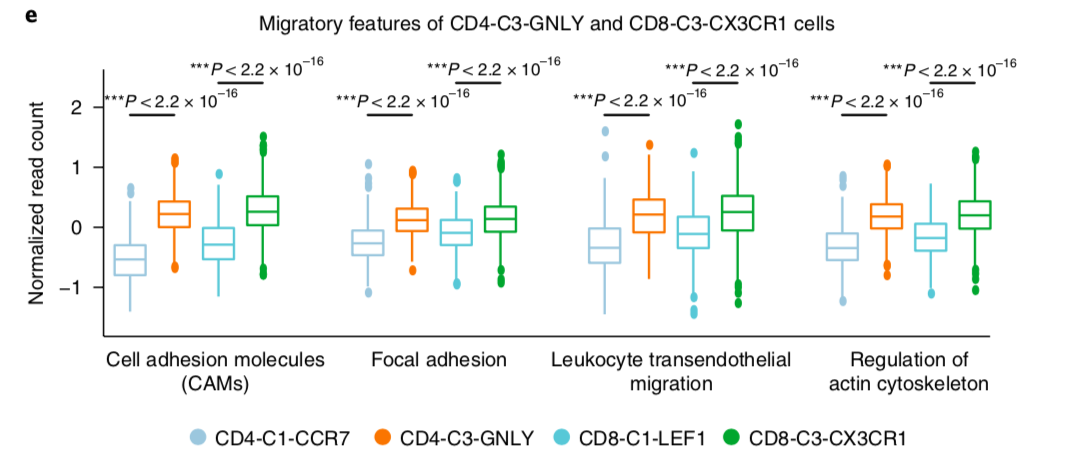 e
Migratory features of CD4-C3-GNLY and CD8-C3-CX3CR1 cells
***P < 2.2 × 10⁻¹⁶ ***P < 2.2 × 10⁻¹⁶ ***P < 2.2 × 10⁻¹⁶ ***P < 2.2 × 10⁻¹⁶
***P < 2.2 × 10⁻¹⁶ ***P < 2.2 × 10⁻¹⁶ ***P < 2.2 × 10⁻¹⁶ ***P < 2.2 × 10⁻¹⁶
Normalized read count
2
1
0
−1
Cell adhesion molecules
(CAMs)
Focal adhesion
Leukocyte transendothelial
migration
Regulation of
actin cytoskeleton
CD4-C1-CCR7 CD4-C3-GNLY CD8-C1-LEF1 CD8-C3-CX3CR1